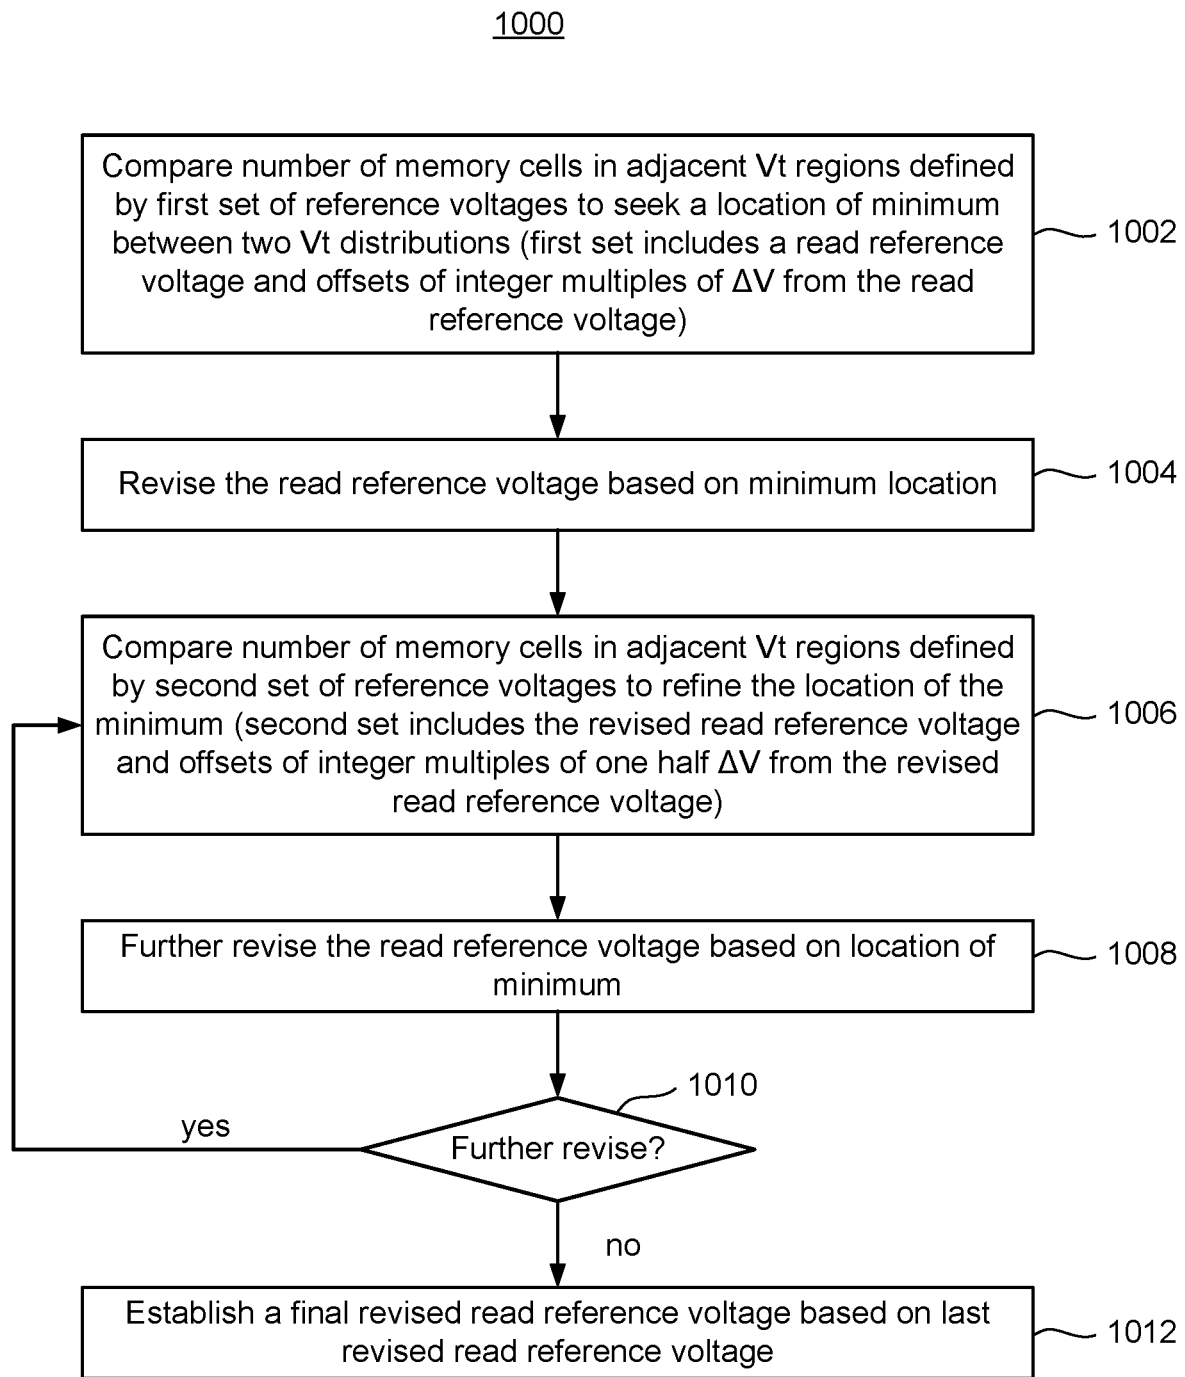 1000
Compare number of memory cells in adjacent Vt regions defined
by first set of reference voltages to seek a location of minimum
between two Vt distributions (first set includes a read reference
voltage and offsets of integer multiples of ΔV from the read
reference voltage)
1002
Revise the read reference voltage based on minimum location
1004
Compare number of memory cells in adjacent Vt regions defined
by second set of reference voltages to refine the location of the
minimum (second set includes the revised read reference voltage
and offsets of integer multiples of one half ΔV from the revised
read reference voltage)
1006
Further revise the read reference voltage based on location of
minimum
1008
1010
yes
Further revise?
no
Establish a final revised read reference voltage based on last
revised read reference voltage
1012